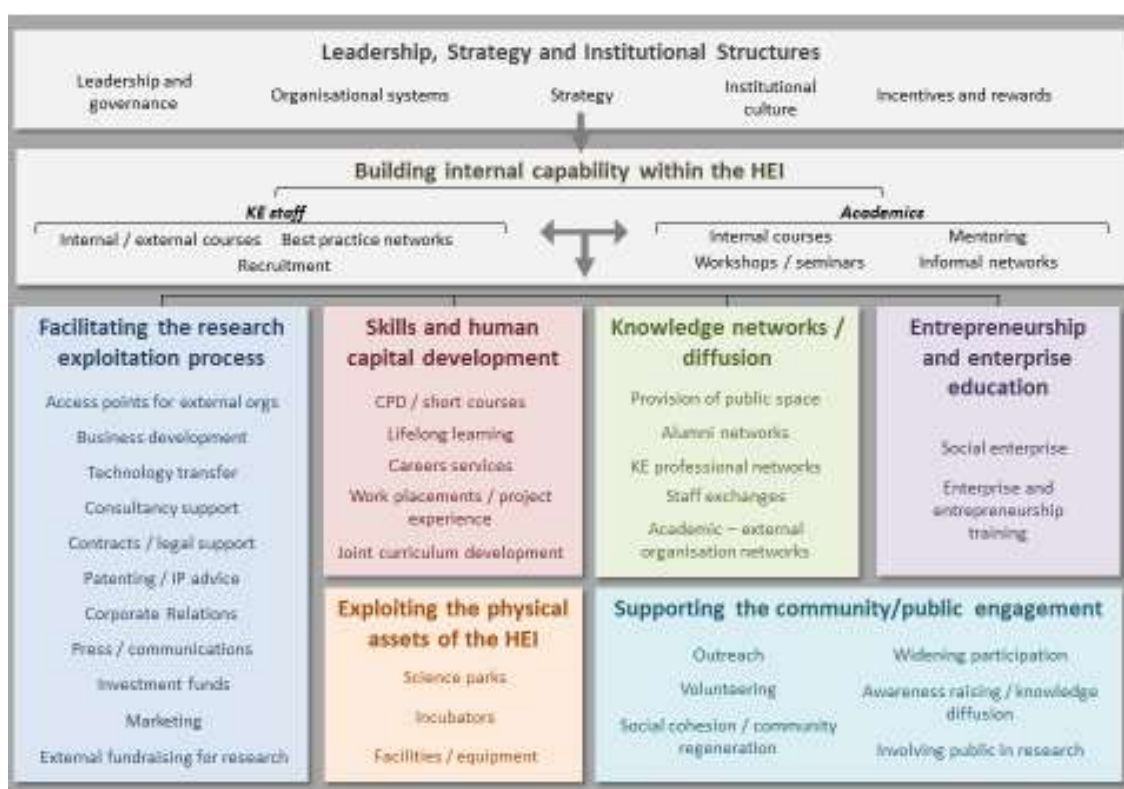 Leadership, Strategy and Institutional Structures
Leadership and
governance
Organisational systems
Strategy
Institutional
culture
Incentives and rewards
Building internal capability within the HEI
KE staff
Internal / external courses
Best practice networks
Recruitment
Academics
Internal courses
Mentoring
Workshops / seminars
Informal networks
Facilitating the research
exploitation process
Access points for external orgs
Business development
Technology transfer
Consultancy support
Contracts / legal support
Patenting / IP advice
Corporate Relations
Press / communications
Investment funds
Marketing
External fundraising for research
Skills and human
capital development
CPD / short courses
Lifelong learning
Careers services
Work placements / project
experience
Joint curriculum development
Knowledge networks /
diffusion
Provision of public space
Alumni networks
KE professional networks
Staff exchanges
Academic – external
organisation networks
Entrepreneurship
and enterprise
education
Social enterprise
Enterprise and
entrepreneurship
training
Exploiting the physical
assets of the HEI
Science parks
Incubators
Facilities / equipment
Supporting the community/public engagement
Outreach
Volunteering
Social cohesion / community
regeneration
Widening participation
Awareness raising / knowledge
diffusion
Involving public in research